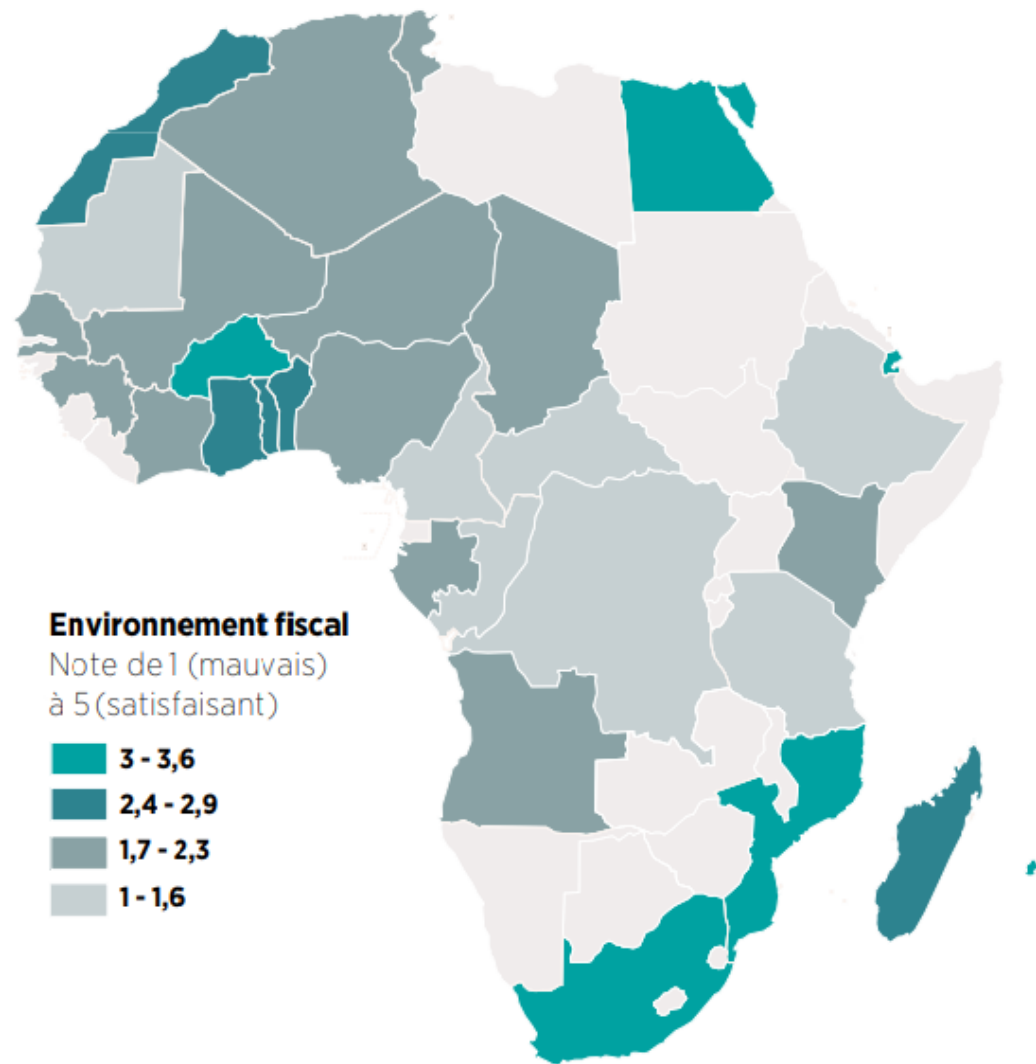 Environnement fiscal
Note de 1 (mauvais)
à 5 (satisfaisant)
3 - 3,6
2,4 - 2,9
1,7 - 2,3
1 - 1,6